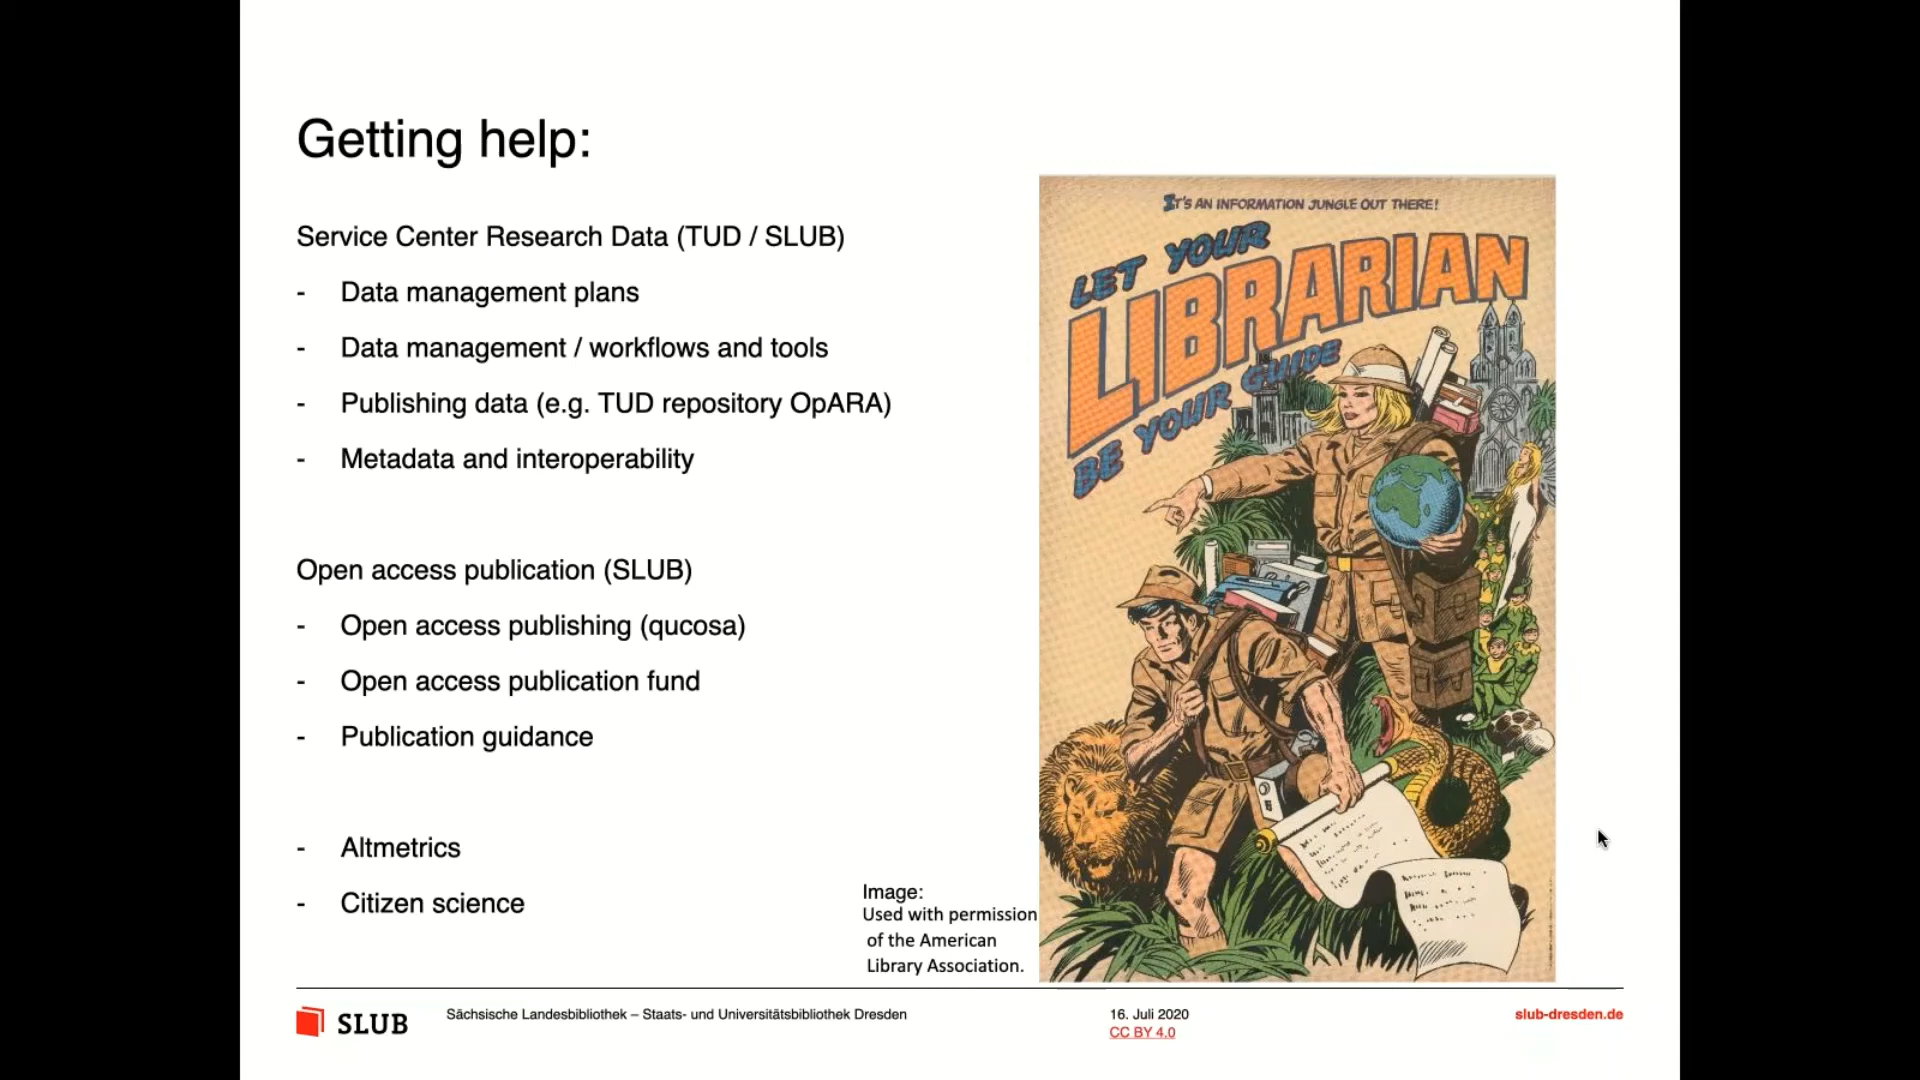 Getting help:
Service Center Research Data (TUD / SLUB)
- Data management plans
- Data management / workflows and tools
- Publishing data (e.g. TUD repository OpARA)
- Metadata and interoperability
Open access publication (SLUB)
- Open access publishing (qucosa)
- Open access publication fund
- Publication guidance
- Altmetrics
- Citizen science
IT'S AN INFORMATION JUNGLE OUT THERE!
LET YOUR
LIBRARIAN
BE YOUR GUIDE
Image:
Used with permission
of the American
Library Association.
SLUB
Sächsische Landesbibliothek – Staats- und Universitätsbibliothek Dresden
16. Juli 2020
CC BY 4.0
slub-dresden.de